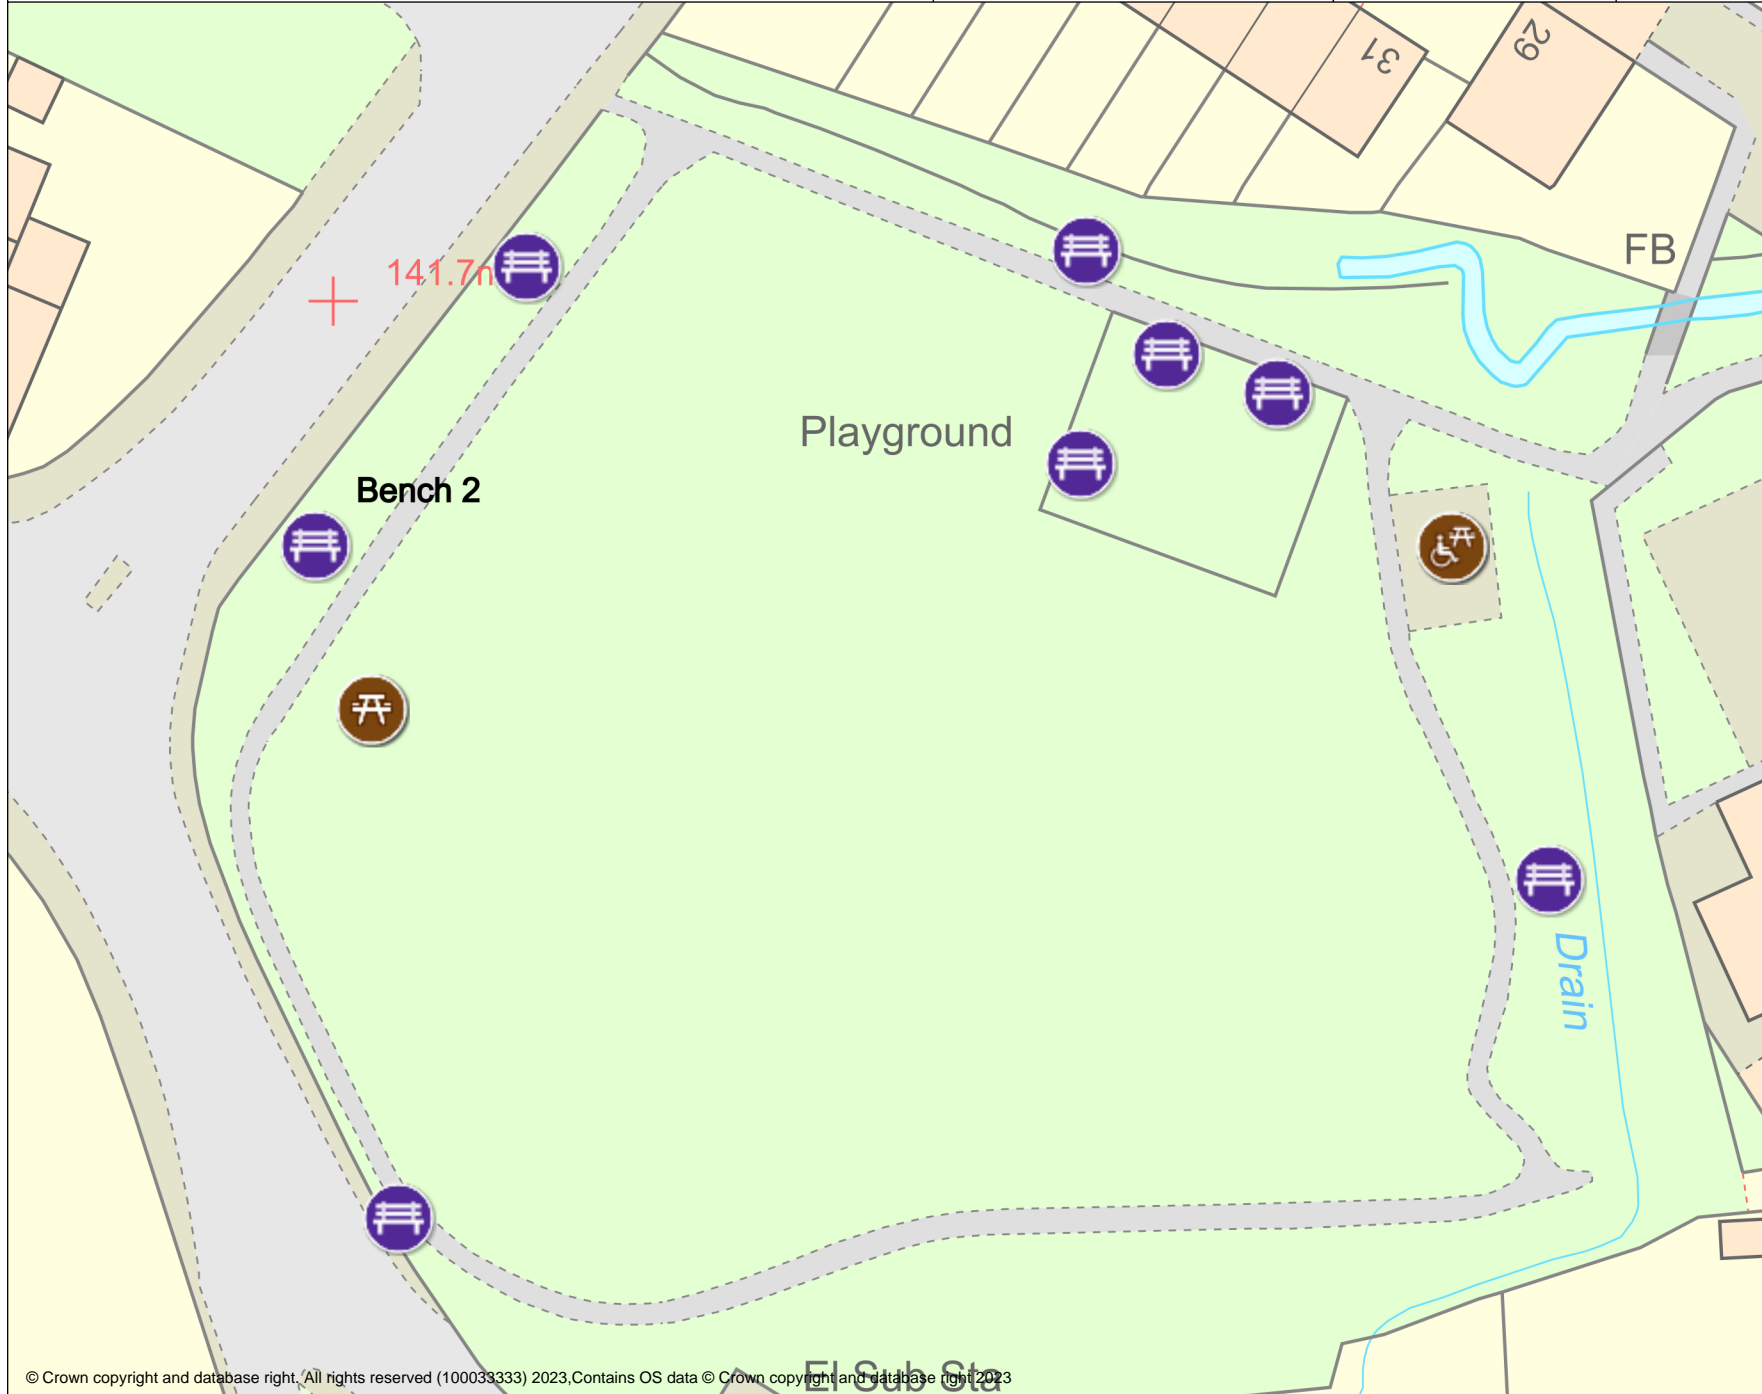 31
29
FB
141.7
Playground
Bench 2
Drain
El Sub Sta
© Crown copyright and database right. All rights reserved (100033333) 2023,Contains OS data © Crown copyright and database right 2023